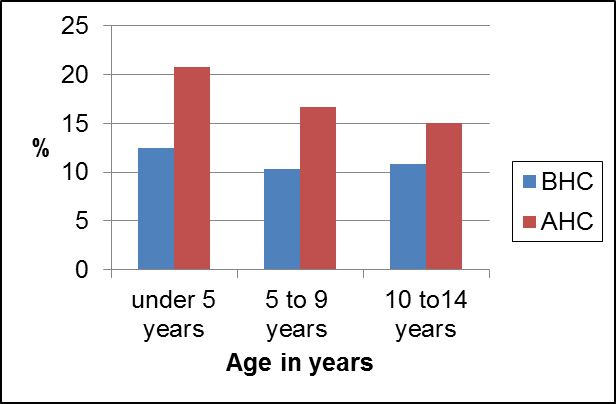 25
20
15
%
10
5
0
BHC
AHC
under 5
years
5 to 9
years
10 to14
years
Age in years